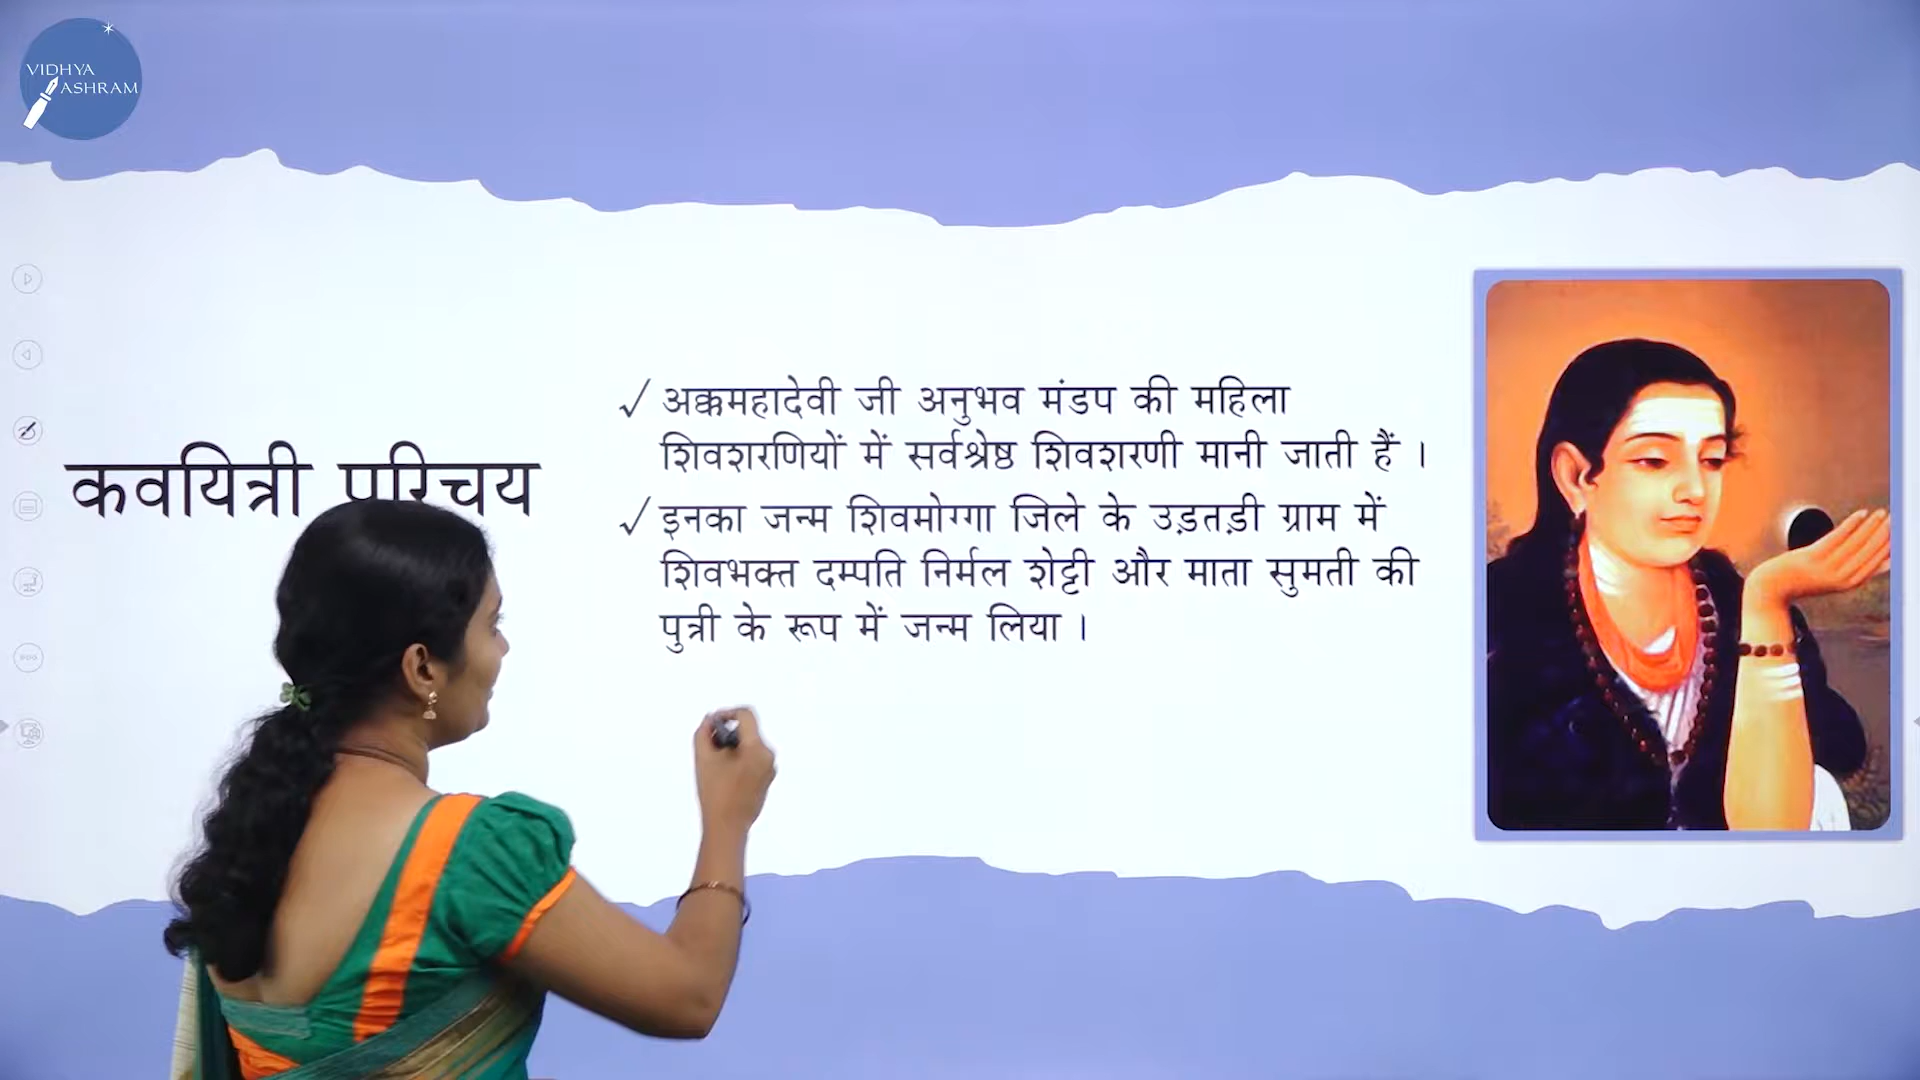 VIDHYA
ASHRAM
कवयित्री परिचय
✓ अक्कमहादेवी जी अनुभव मंडप की महिला
शिवशरणियों में सर्वश्रेष्ठ शिवशरणी मानी जाती हैं ।
✓ इनका जन्म शिवमोग्गा जिले के उड़तड़ी ग्राम में
शिवभक्त दम्पति निर्मल शेट्टी और माता सुमती की
पुत्री के रूप में जन्म लिया ।